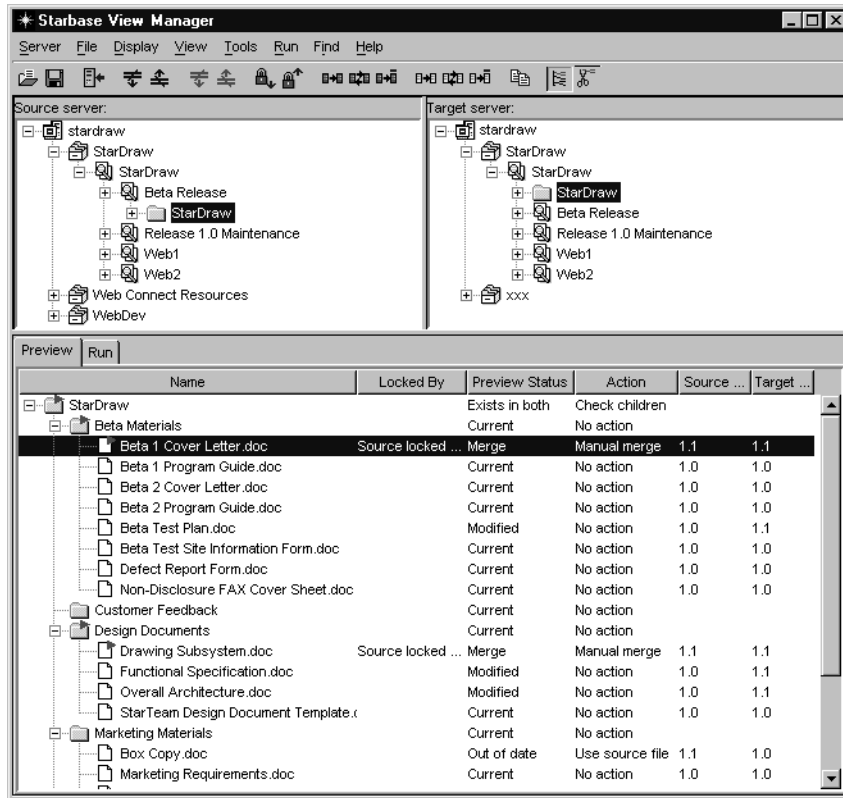 Starbase View Manager
Server File Display View Tools Run Find Help
Source server:
stardraw
StarDraw
StarDraw
Beta Release
StarDraw
Release 1.0 Maintenance
Web1
Web2
Web Connect Resources
WebDev
Target server:
stardraw
StarDraw
StarDraw
StarDraw
Beta Release
Release 1.0 Maintenance
Web1
Web2
xxx
Preview Run
Name Locked By Preview Status Action Source ... Target ...
StarDraw Exists in both Check children
Beta Materials Current No action
Beta 1 Cover Letter.doc Source locked ... Merge Manual merge 1.1 1.1
Beta 1 Program Guide.doc Current No action 1.0 1.0
Beta 2 Cover Letter.doc Current No action 1.0 1.0
Beta 2 Program Guide.doc Current No action 1.0 1.0
Beta Test Plan.doc Modified No action 1.0 1.1
Beta Test Site Information Form.doc Current No action 1.0 1.0
Defect Report Form.doc Current No action 1.0 1.0
Non-Disclosure FAX Cover Sheet.doc Current No action 1.0 1.0
Customer Feedback Current No action
Design Documents Current No action
Drawing Subsystem.doc Source locked ... Merge Manual merge 1.1 1.1
Functional Specification.doc Modified No action 1.0 1.1
Overall Architecture.doc Modified No action 1.0 1.1
StarTeam Design Document Template.( Current No action 1.0 1.0
Marketing Materials Current No action
Box Copy.doc Out of date Use source file 1.1 1.0
Marketing Requirements.doc Current No action 1.0 1.0